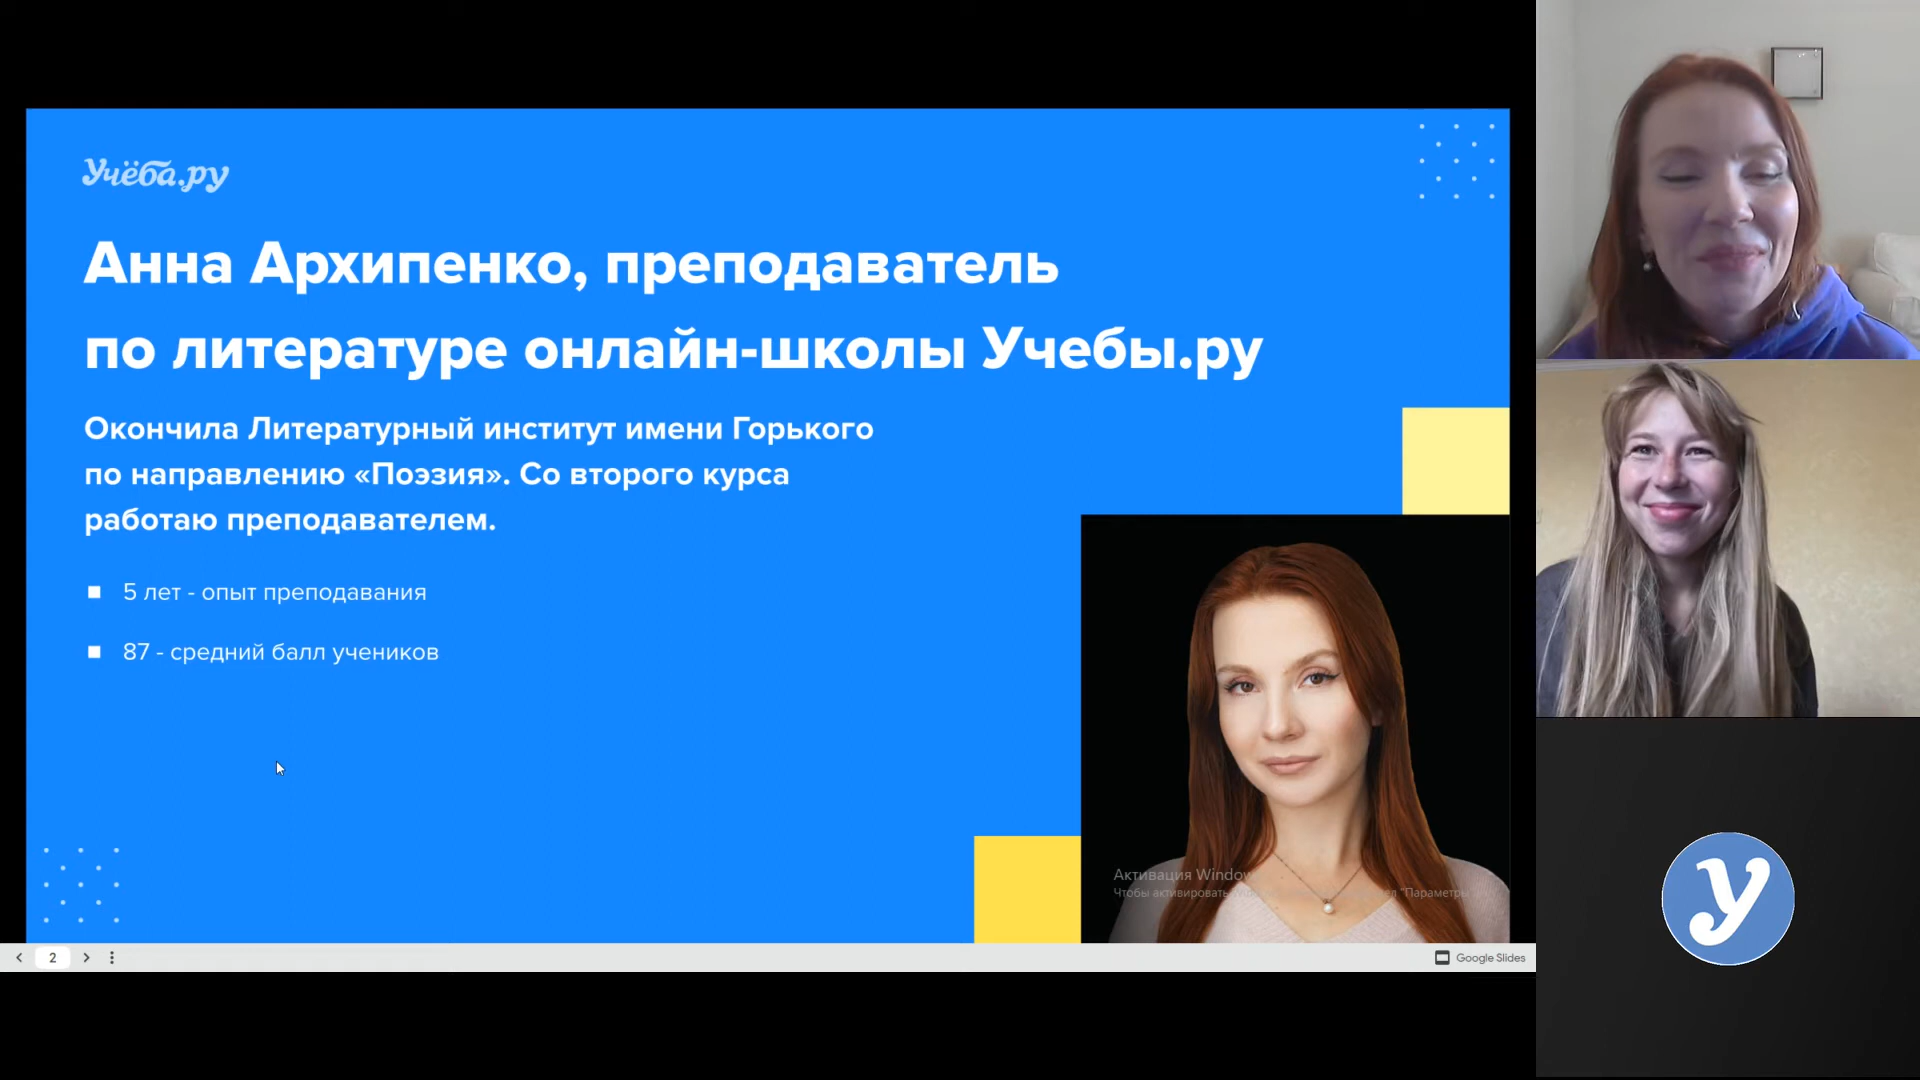 Учёба.ру
Анна Архипенко, преподаватель
по литературе онлайн-школы Учебы.ру
Окончила Литературный институт имени Горького
по направлению «Поэзия». Со второго курса
работаю преподавателем.
5 лет - опыт преподавания
87 - средний балл учеников
Активация Windows
Чтобы активировать "Параметры
2
Google Slides
У